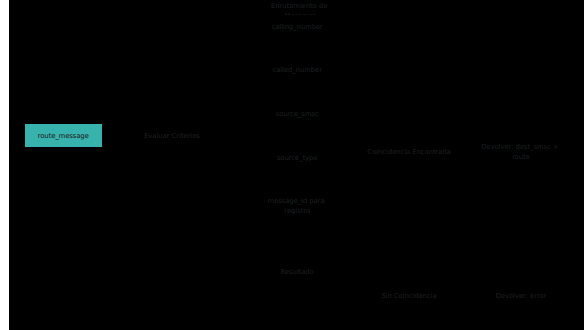 Enrutamiento de
calling_number
called_number
source_smsc
route_message
Evaluar Criterios
source_type
Coincidencia Encontrada
Devolver: dest_smsc +
route
message_id para
registro
Resultado
Sin Coincidencia
Devolver: error